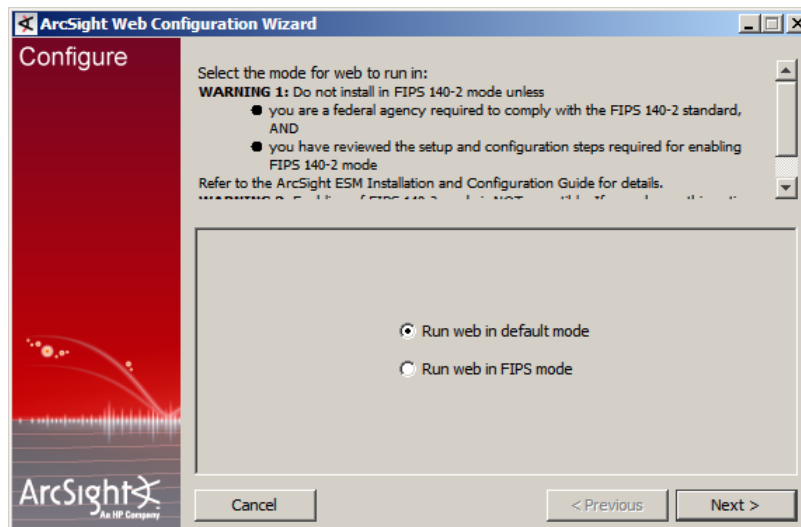 ArcSight Web Configuration Wizard
Configure
Select the mode for web to run in:
WARNING 1: Do not install in FIPS 140-2 mode unless
you are a federal agency required to comply with the FIPS 140-2 standard,
AND
you have reviewed the setup and configuration steps required for enabling
FIPS 140-2 mode
Refer to the ArcSight ESM Installation and Configuration Guide for details.
Run web in default mode
Run web in FIPS mode
ArcSight
An HP Company
Cancel
< Previous
Next >